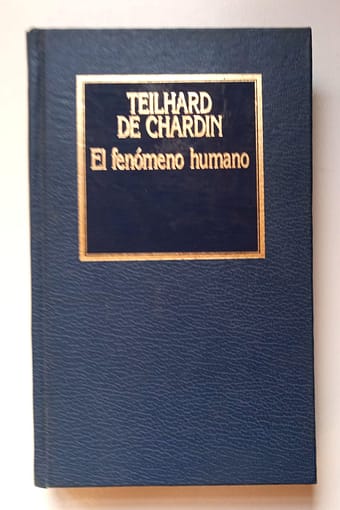 TEILHARD
DE CHARDIN
El fenómeno humano